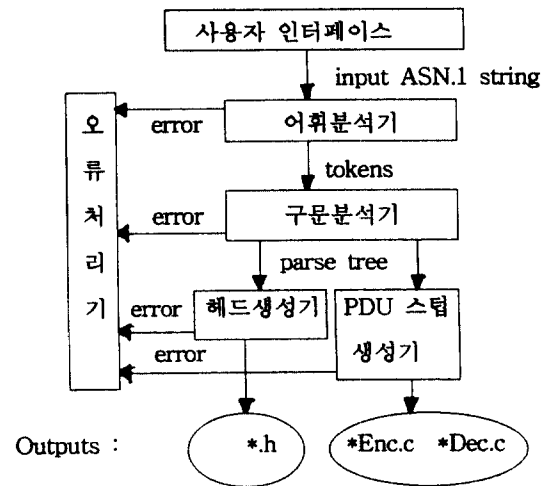 사용자 인터페이스
input ASN.1 string
오류처리기
error
어휘분석기
tokens
error
구문분석기
parse tree
error
헤드생성기
PDU 스텁
생성기
error
Outputs :
*.h
*Enc.c *Dec.c